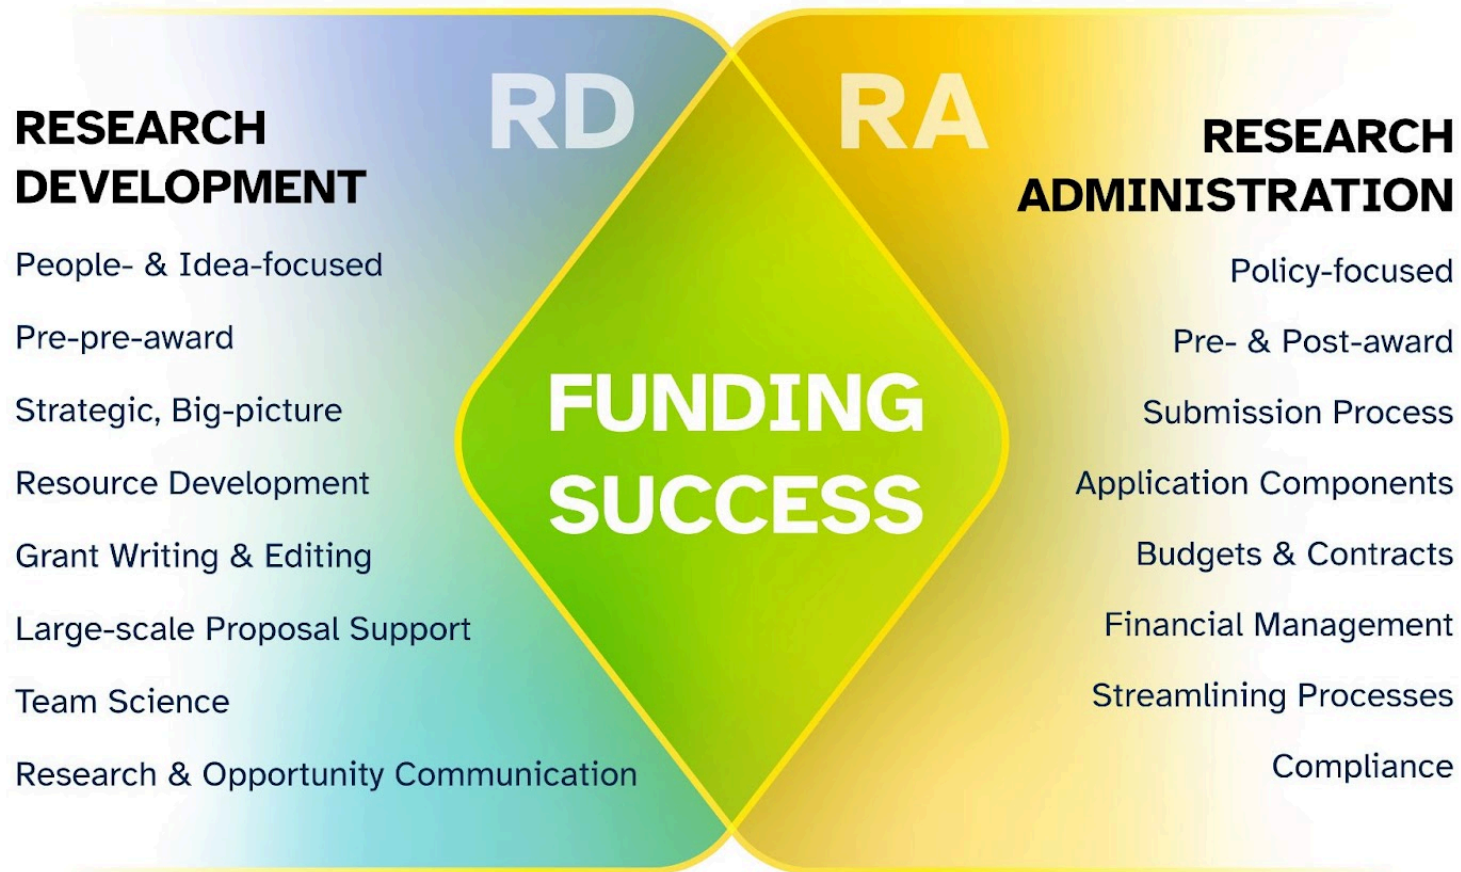 RD
RESEARCH
DEVELOPMENT
People- & Idea-focused
Pre-pre-award
Strategic, Big-picture
Resource Development
Grant Writing & Editing
Large-scale Proposal Support
Team Science
Research & Opportunity Communication
FUNDING
SUCCESS
RA
RESEARCH
ADMINISTRATION
Policy-focused
Pre- & Post-award
Submission Process
Application Components
Budgets & Contracts
Financial Management
Streamlining Processes
Compliance